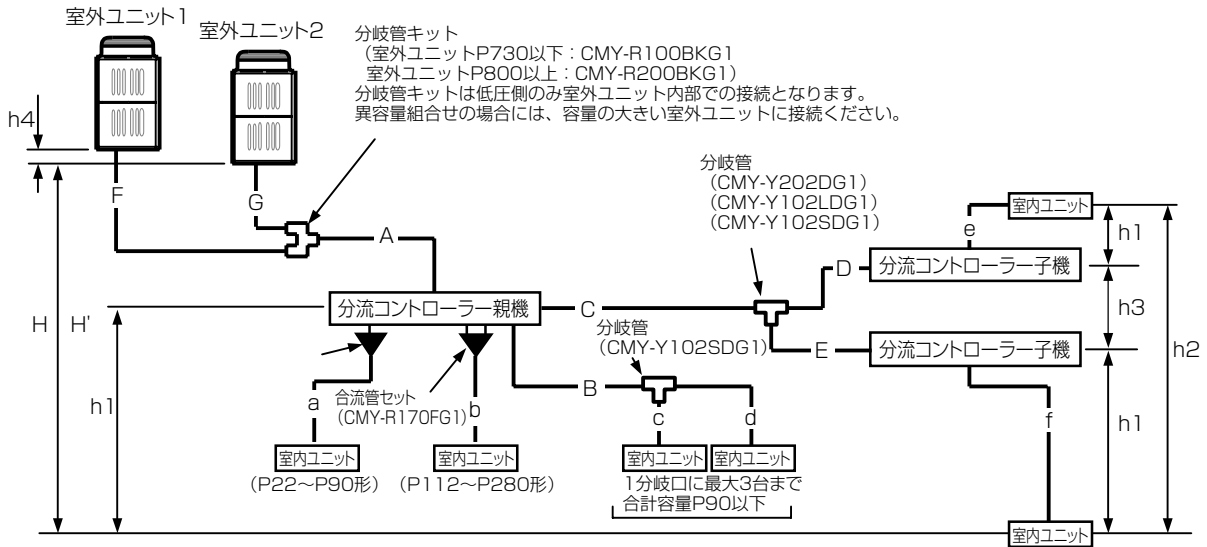 室外ユニット1
室外ユニット2
分岐管キット
（室外ユニットP730以下：CMY-R100BKG1
室外ユニットP800以上：CMY-R200BKG1）
分岐管キットは低圧側のみ室外ユニット内部での接続となります。
異容量組合せの場合には、容量の大きい室外ユニットに接続ください。
h4
F
G
A
H
H'
h1
分岐管
（CMY-Y202DG1）
（CMY-Y102LDG1）
（CMY-Y102SDG1）
室内ユニット
e
h1
D
分流コントローラー子機
分流コントローラー親機
C
h3
h2
分岐管
（CMY-Y102SDG1）
E
分流コントローラー子機
B
合流管セット
（CMY-R170FG1）
a
b
c
d
f
h1
室内ユニット
（P22～P90形）
室内ユニット
（P112～P280形）
室内ユニット
室内ユニット
1分岐口に最大3台まで
合計容量P90以下
室内ユニット